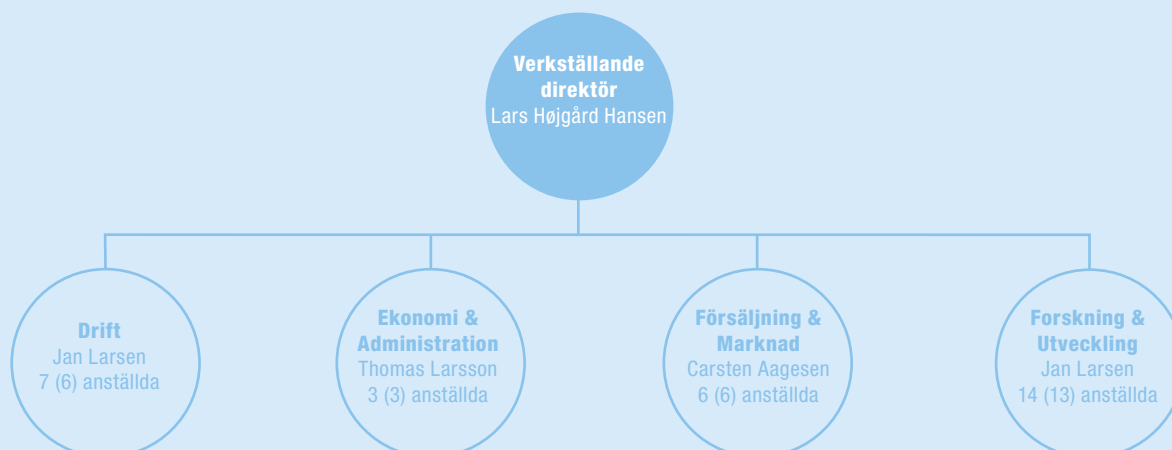 Verkställande
direktör
Lars Højgård Hansen
Drift
Jan Larsen
7 (6) anställda
Ekonomi &
Administration
Thomas Larsson
3 (3) anställda
Försäljning &
Marknad
Carsten Aagesen
6 (6) anställda
Forskning &
Utveckling
Jan Larsen
14 (13) anställda